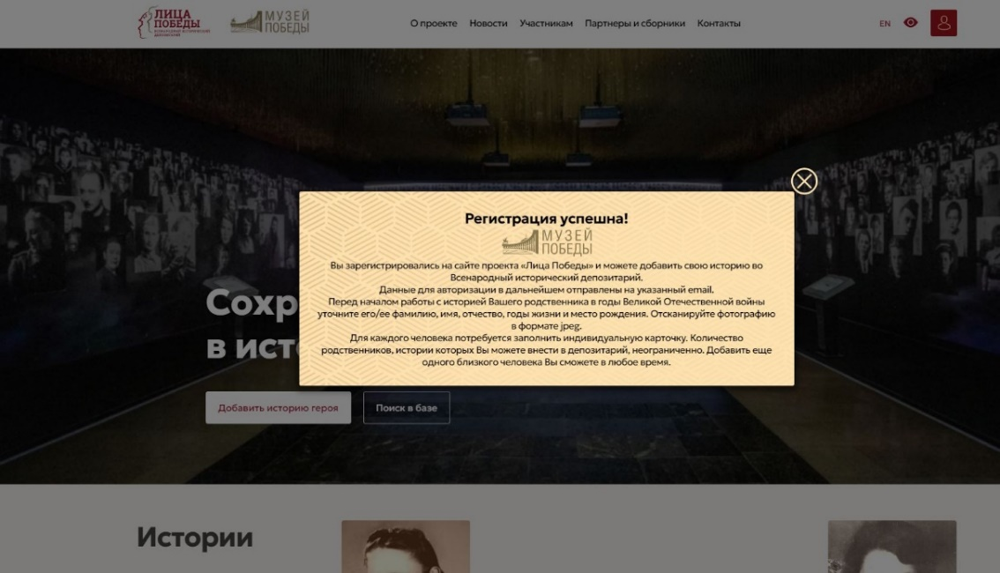 ЛИЦА
ПОБЕДЫ
МУЗЕЙ
ПОБЕДЫ
О проекте Новости Участникам Партнеры и сборники Контакты
EN
Регистрация успешна!
МУЗЕЙ
ПОБЕДЫ
Вы зарегистрировались на сайте проекта «Лица Победы» и можете добавить свою историю во
Всенародный исторический депозитарий.
Данные для авторизации в дальнейшем отправлены на указанный email.
Перед началом работы с историей Вашего родственника в годы Великой Отечественной войны
уточните его/ее фамилию, имя, отчество, годы жизни и место рождения. Отсканируйте фотографию
в формате jpeg.
Для каждого человека потребуется заполнить индивидуальную карточку. Количество
родственников, истории которых Вы можете внести в депозитарий, неограниченно. Добавить еще
одного близкого человека Вы сможете в любое время.
Сохр
в ист
Добавить историю героя Поиск в базе
Истории